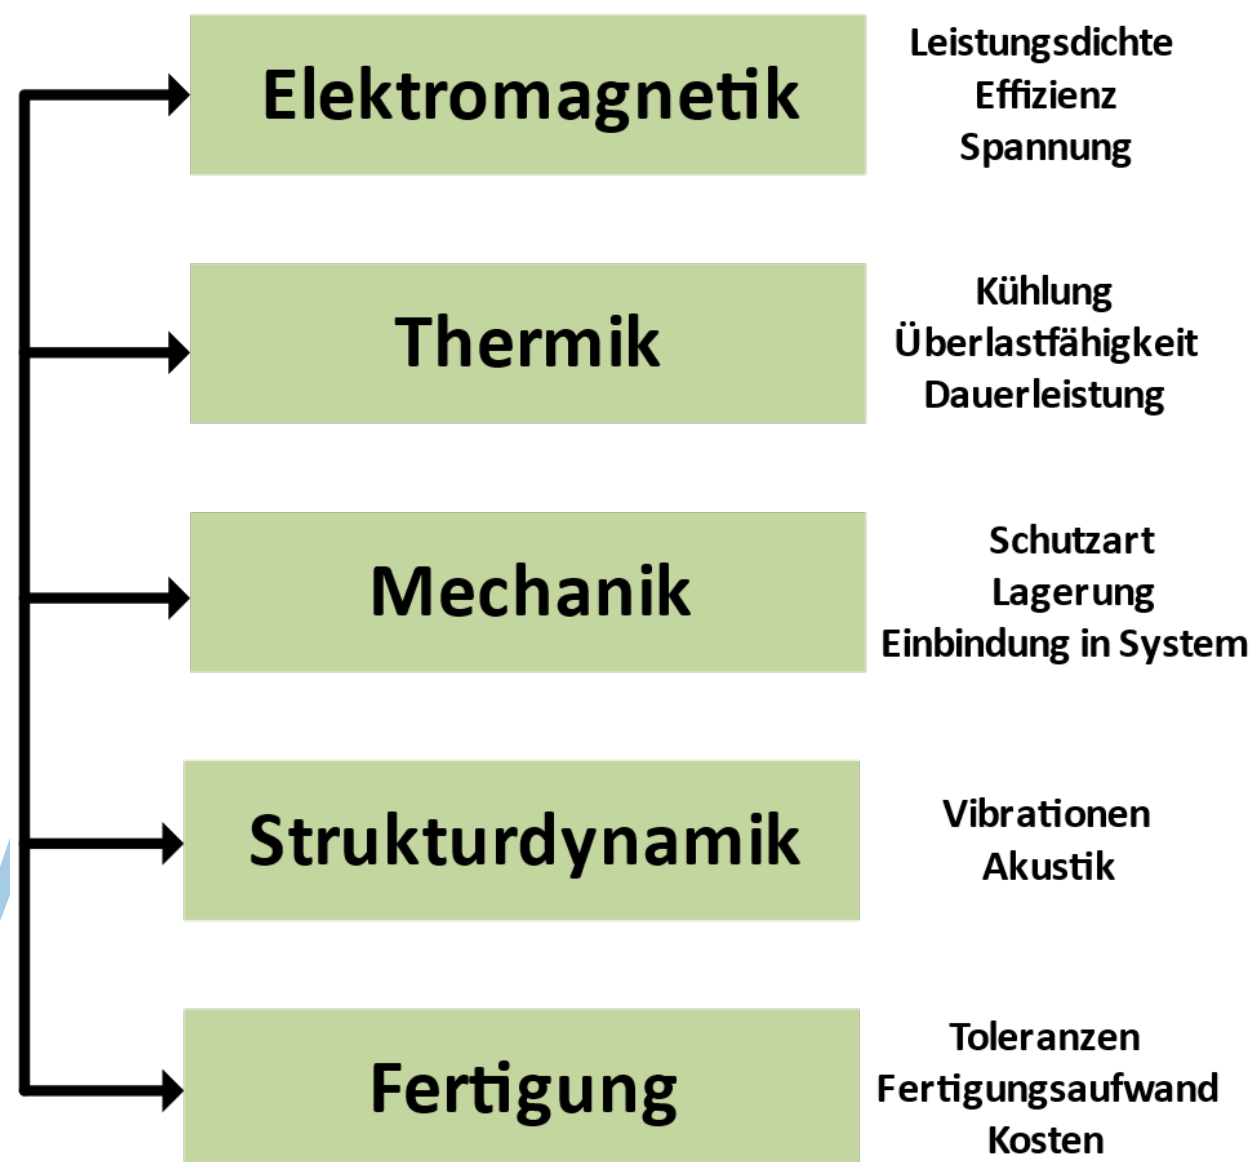 Elektromagnetik
Leistungsdichte
Effizienz
Spannung
Thermik
Kühlung
Überlastfähigkeit
Dauerleistung
Mechanik
Schutzart
Lagerung
Einbindung in System
Strukturdynamik
Vibrationen
Akustik
Fertigung
Toleranzen
Fertigungsaufwand
Kosten